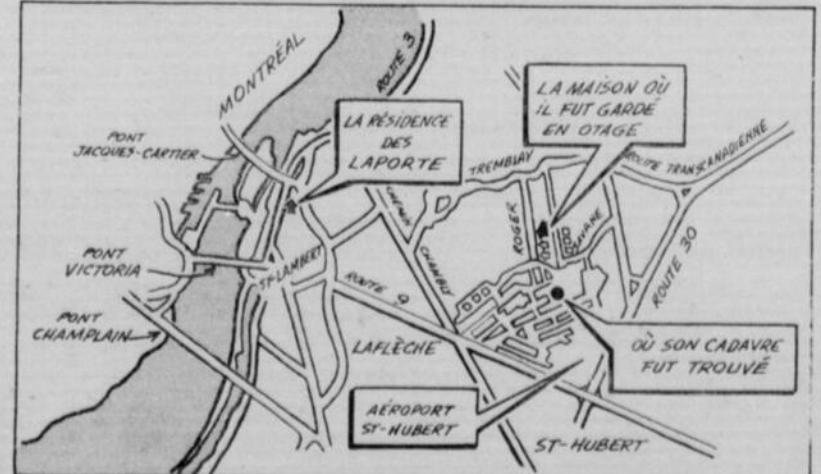 MONTRÉAL
ROUTE 3
PONT
JACQUES-CARTIER
LA RÉSIDENCE
DES
LAPORTE
LA MAISON OÙ
IL FUT GARDÉ
EN OTAGE
TREMBLAY
ROUTE TRANSCANADIENNE
CHEMIN
CHAMBLY
ROGER
SAVANE
ROUTE 30
PONT
VICTORIA
ST-LAMBERT
ROUTE 9
PONT
CHAMPLAIN
LAFLÈCHE
OÙ SON CADAVRE
FUT TROUVÉ
AÉROPORT
ST-HUBERT
ST-HUBERT